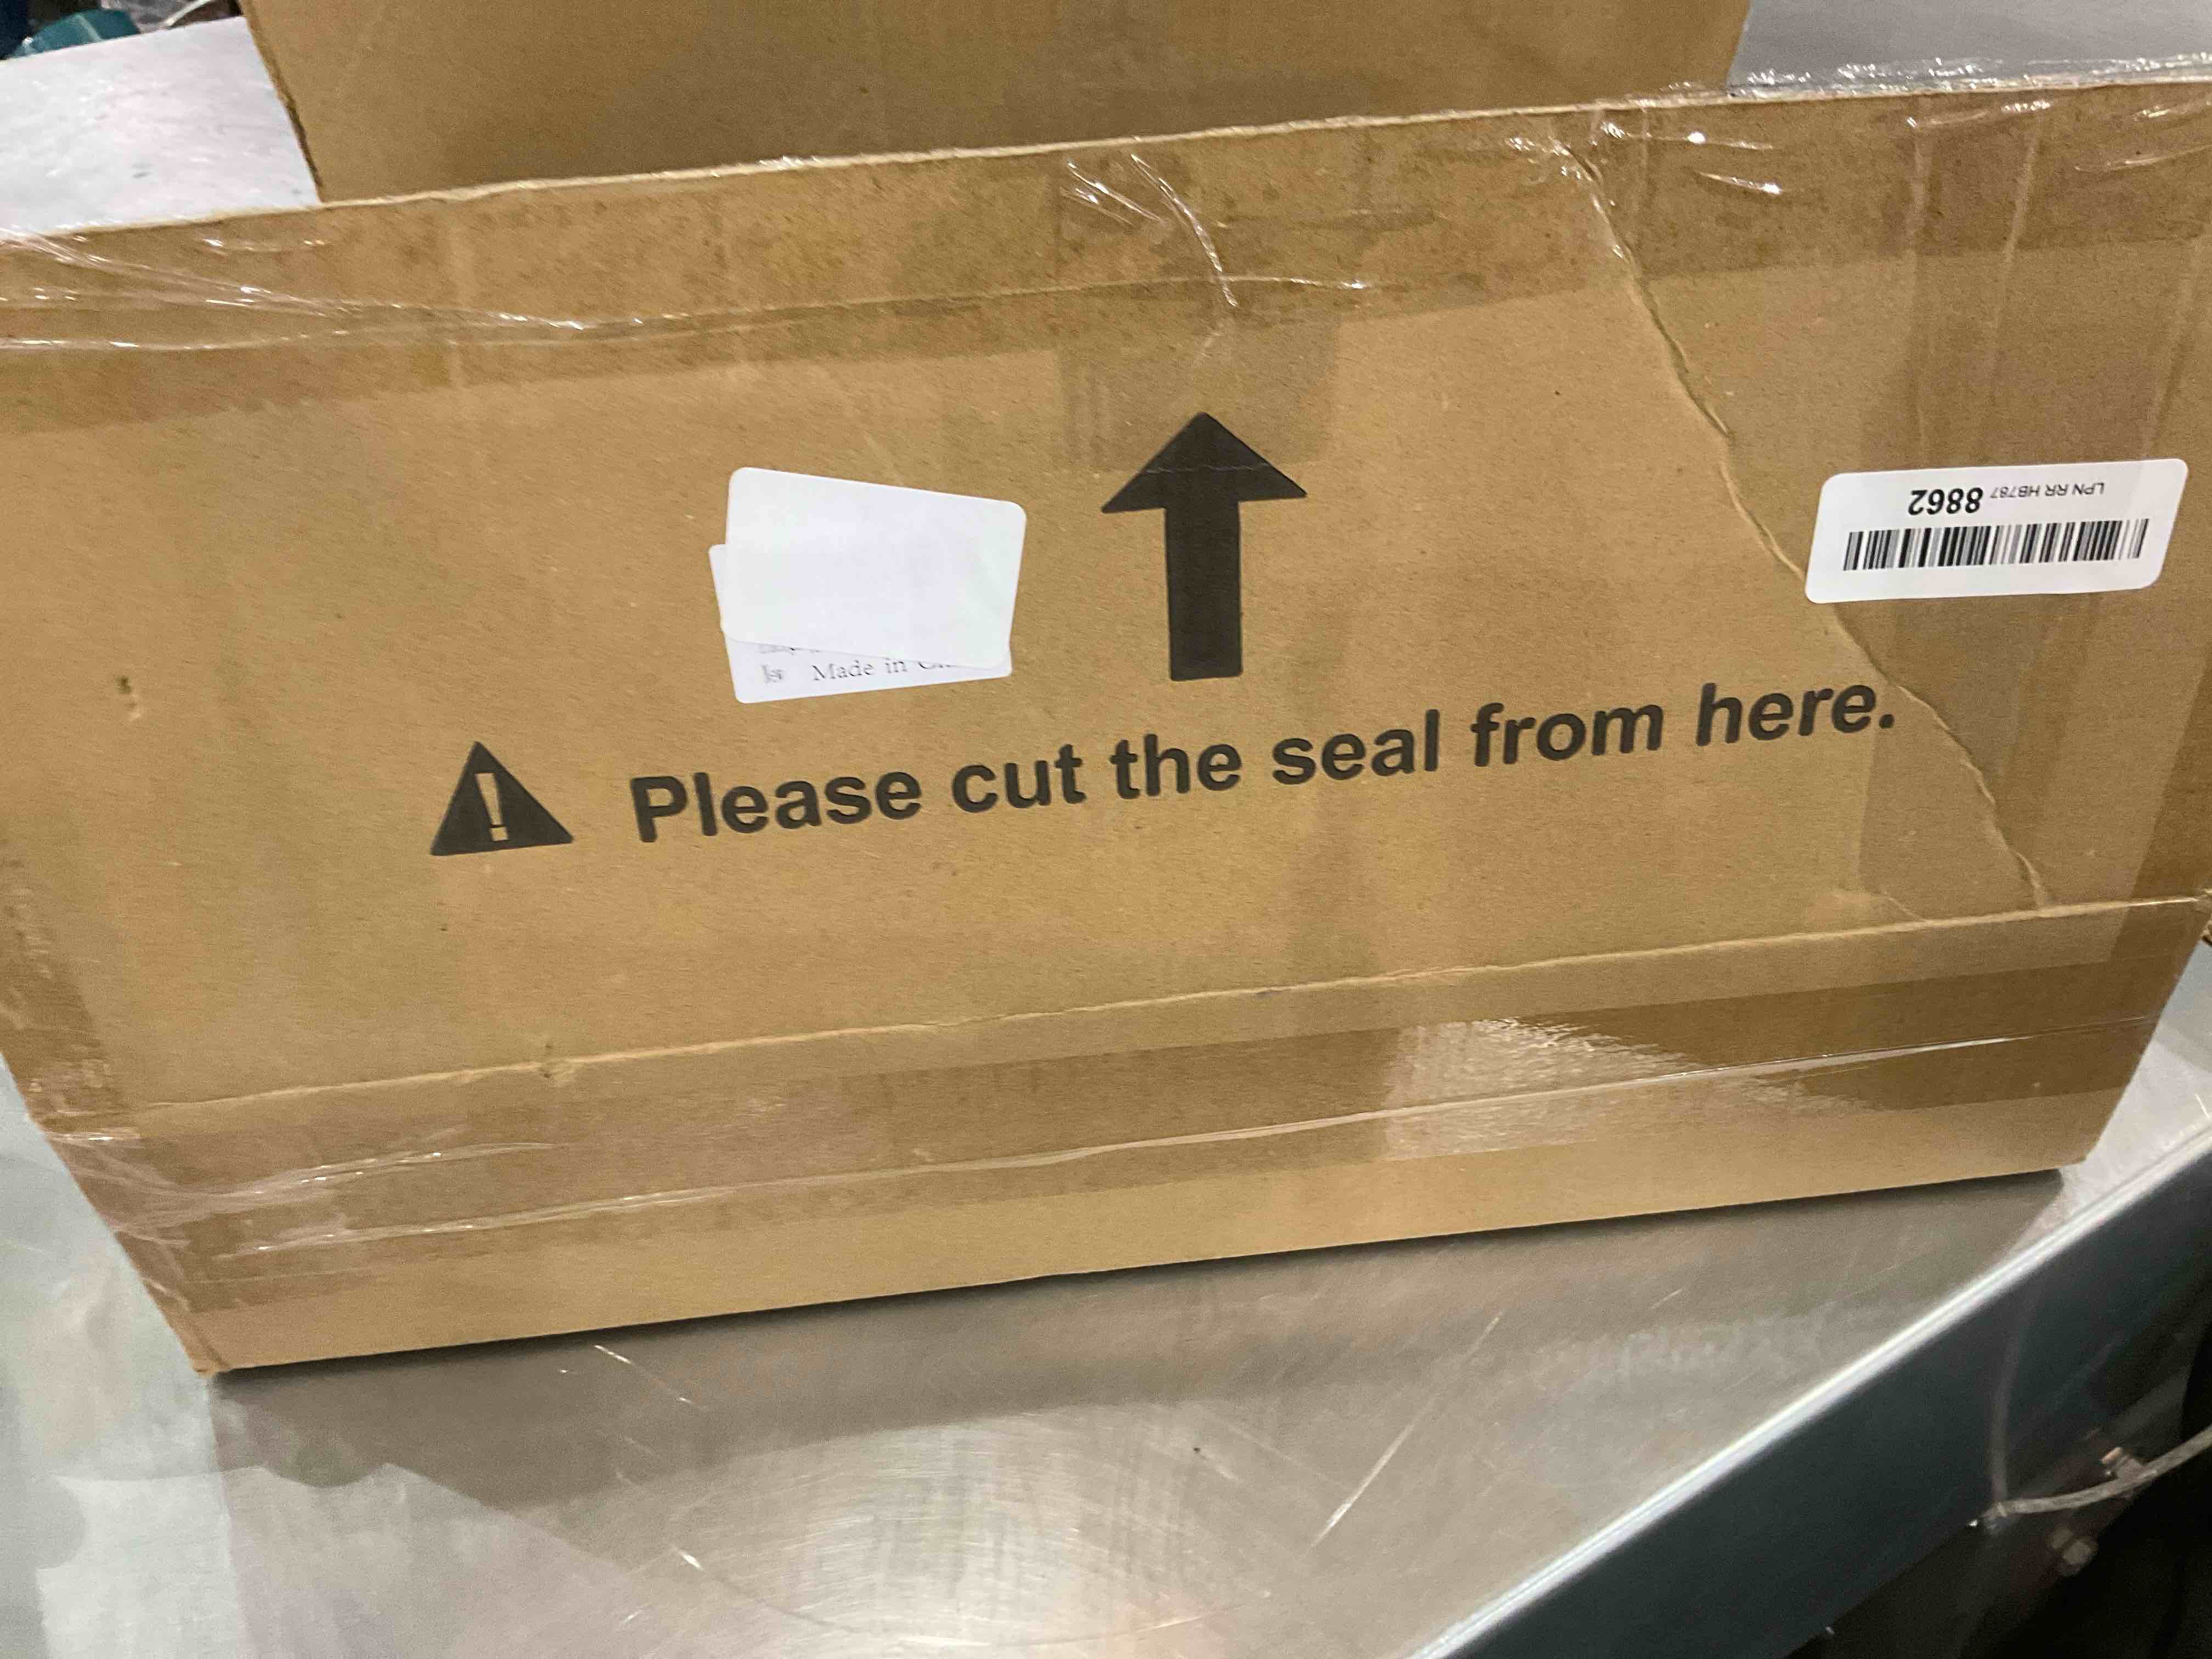 LPN RR HB787 8862
Made in
! Please cut the seal from here.